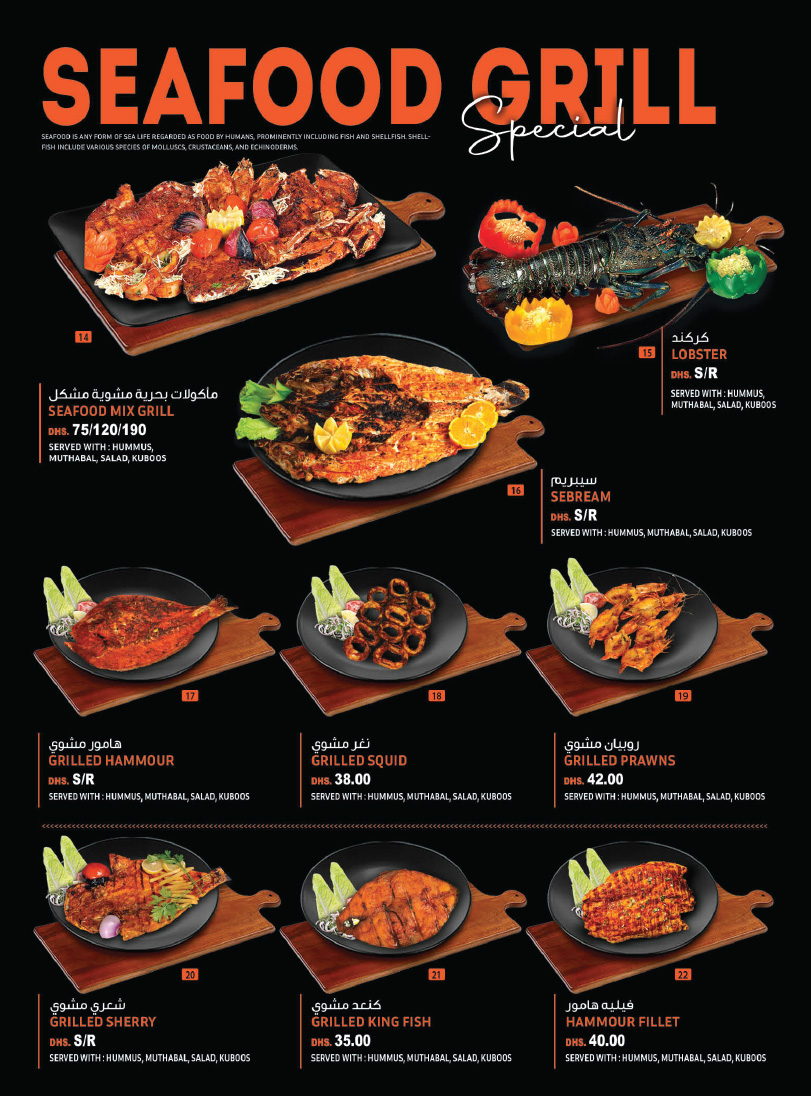 SEAFOOD GRILL
Special
SEAFOOD IS ANY FORM OF SEA LIFE REGARDED AS FOOD BY HUMANS, PROMINENTLY INCLUDING FISH AND SHELLFISH. SHELL-
FISH INCLUDE VARIOUS SPECIES OF MOLLUSCS, CRUSTACEANS, AND ECHINODERMS.
14
مأكولات بحرية مشوية مشكل
SEAFOOD MIX GRILL
DHS. 75/120/190
SERVED WITH : HUMMUS,
MUTHABAL, SALAD, KUBOOS
15
كركند
LOBSTER
DHS. S/R
SERVED WITH : HUMMUS,
MUTHABAL, SALAD, KUBOOS
16
سيبريم
SEBREAM
DHS. S/R
SERVED WITH : HUMMUS, MUTHABAL, SALAD, KUBOOS
17
هامور مشوي
GRILLED HAMMOUR
DHS. S/R
SERVED WITH : HUMMUS, MUTHABAL, SALAD, KUBOOS
18
نغر مشوي
GRILLED SQUID
DHS. 38.00
SERVED WITH : HUMMUS, MUTHABAL, SALAD, KUBOOS
19
روبيان مشوي
GRILLED PRAWNS
DHS. 42.00
SERVED WITH : HUMMUS, MUTHABAL, SALAD, KUBOOS
20
شعري مشوي
GRILLED SHERRY
DHS. S/R
SERVED WITH : HUMMUS, MUTHABAL, SALAD, KUBOOS
21
كنعد مشوي
GRILLED KING FISH
DHS. 35.00
SERVED WITH : HUMMUS, MUTHABAL, SALAD, KUBOOS
22
فيليه هامور
HAMMOUR FILLET
DHS. 40.00
SERVED WITH : HUMMUS, MUTHABAL, SALAD, KUBOOS